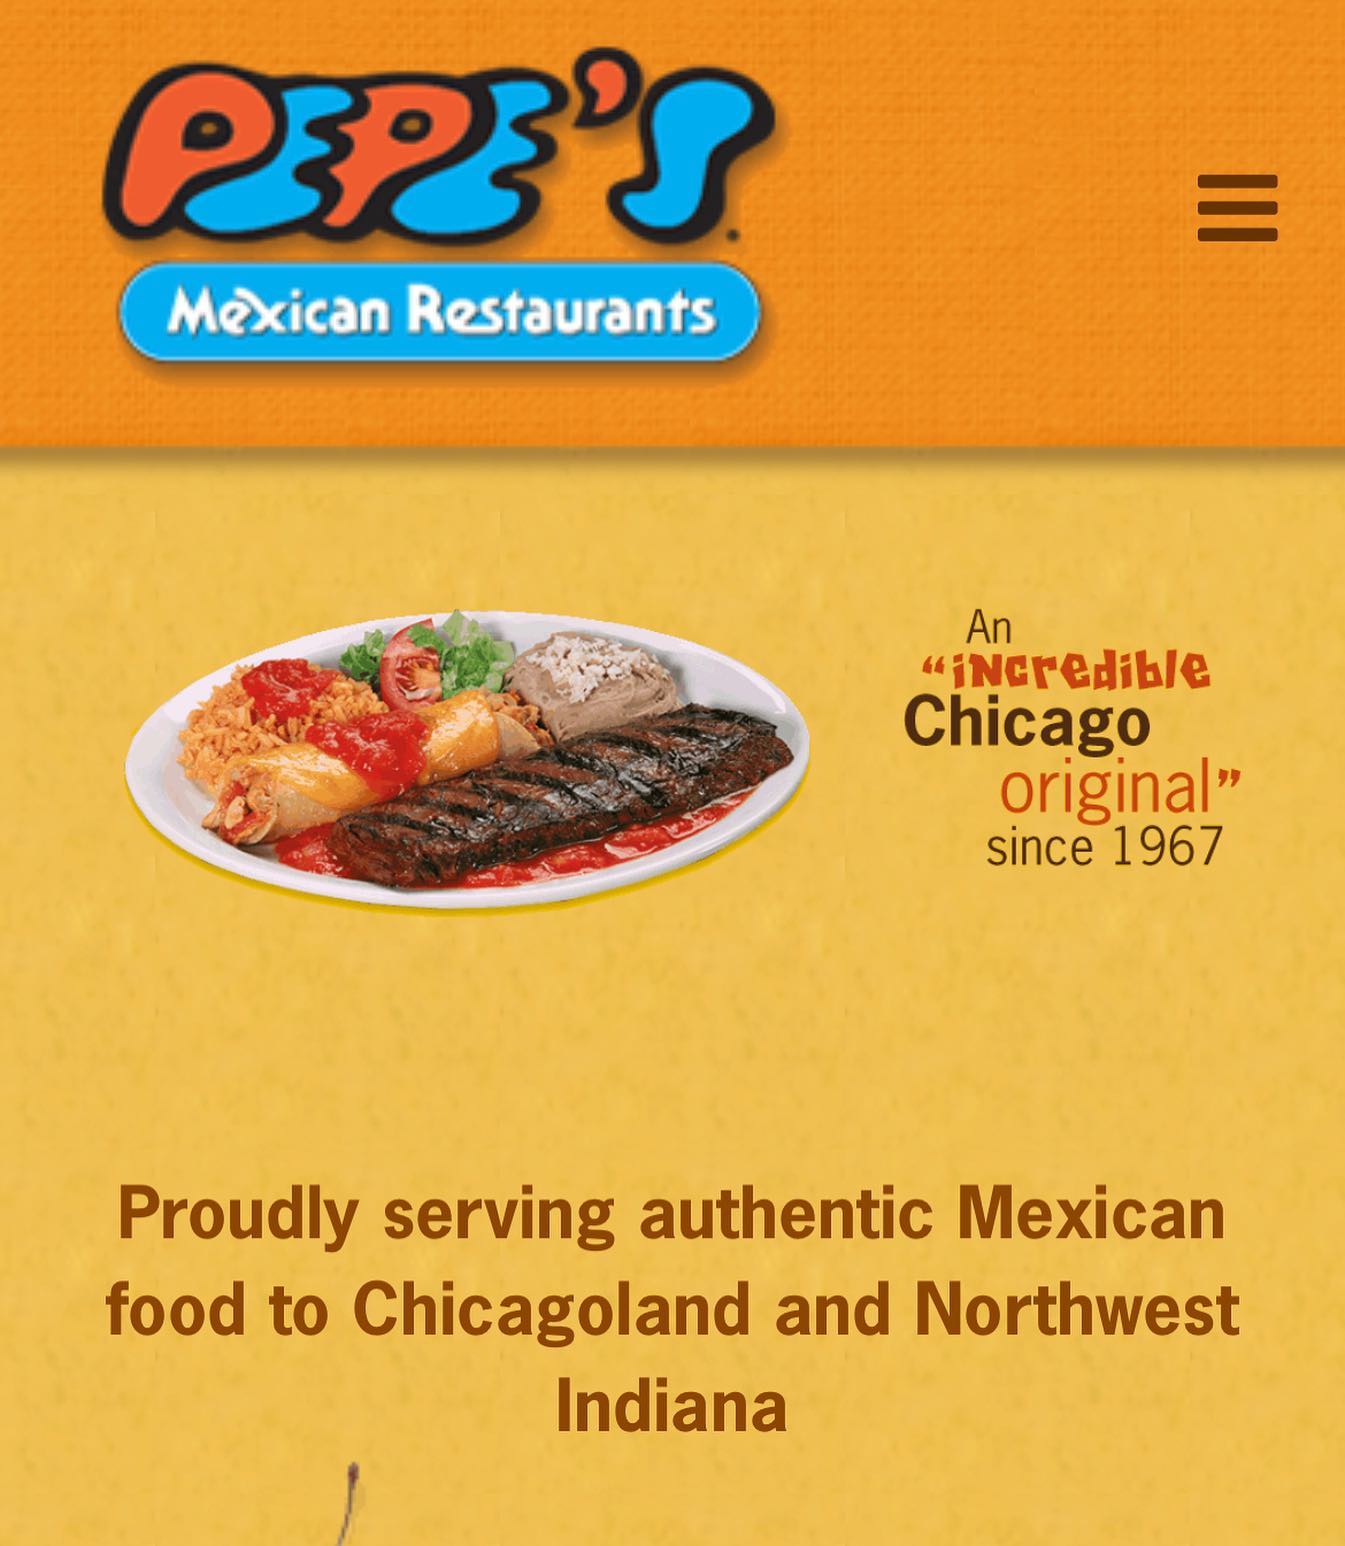 PEPE'S
Mexican Restaurants
An
“incredible
Chicago
original”
since 1967
Proudly serving authentic Mexican
food to Chicagoland and Northwest
Indiana